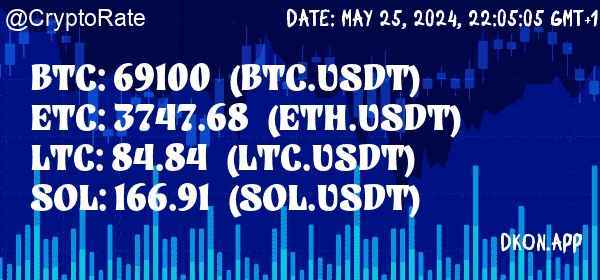 @CryptoRate
DATE: MAY 25, 2024, 22:05:05 GMT+1
BTC: 69100 (BTC.USDT)
ETC: 3747.68 (ETH.USDT)
LTC: 84.84 (LTC.USDT)
SOL: 166.91 (SOL.USDT)
DKON.APP